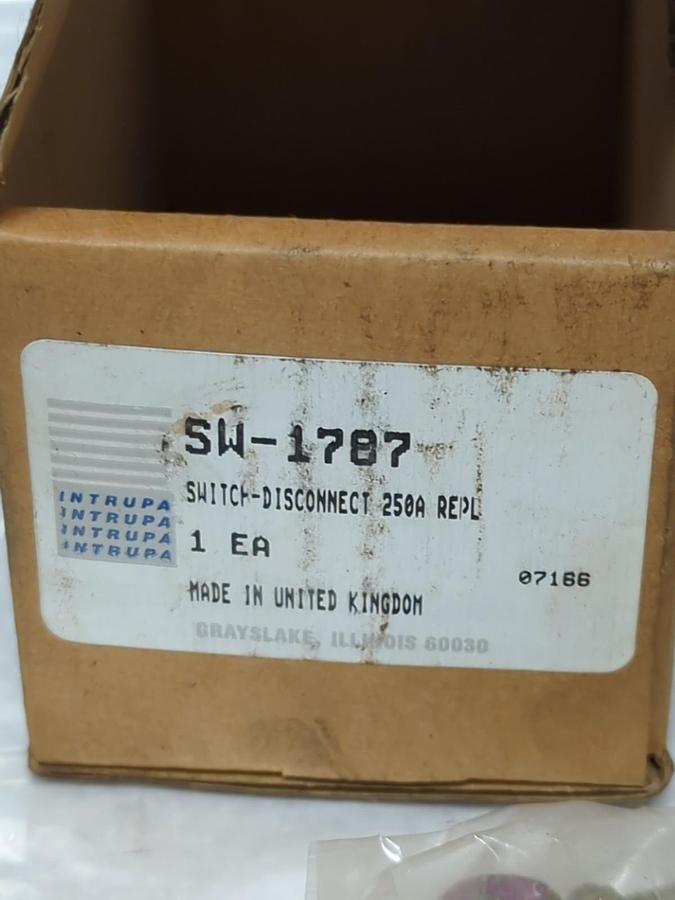 SW-1787
INTRUPA
INTRUPA
INTRUPA
INTRUPA
SWITCH-DISCONNECT 250A REPL
1 EA
07166
MADE IN UNITED KINGDOM
GRAYSLAKE, ILLINOIS 60030